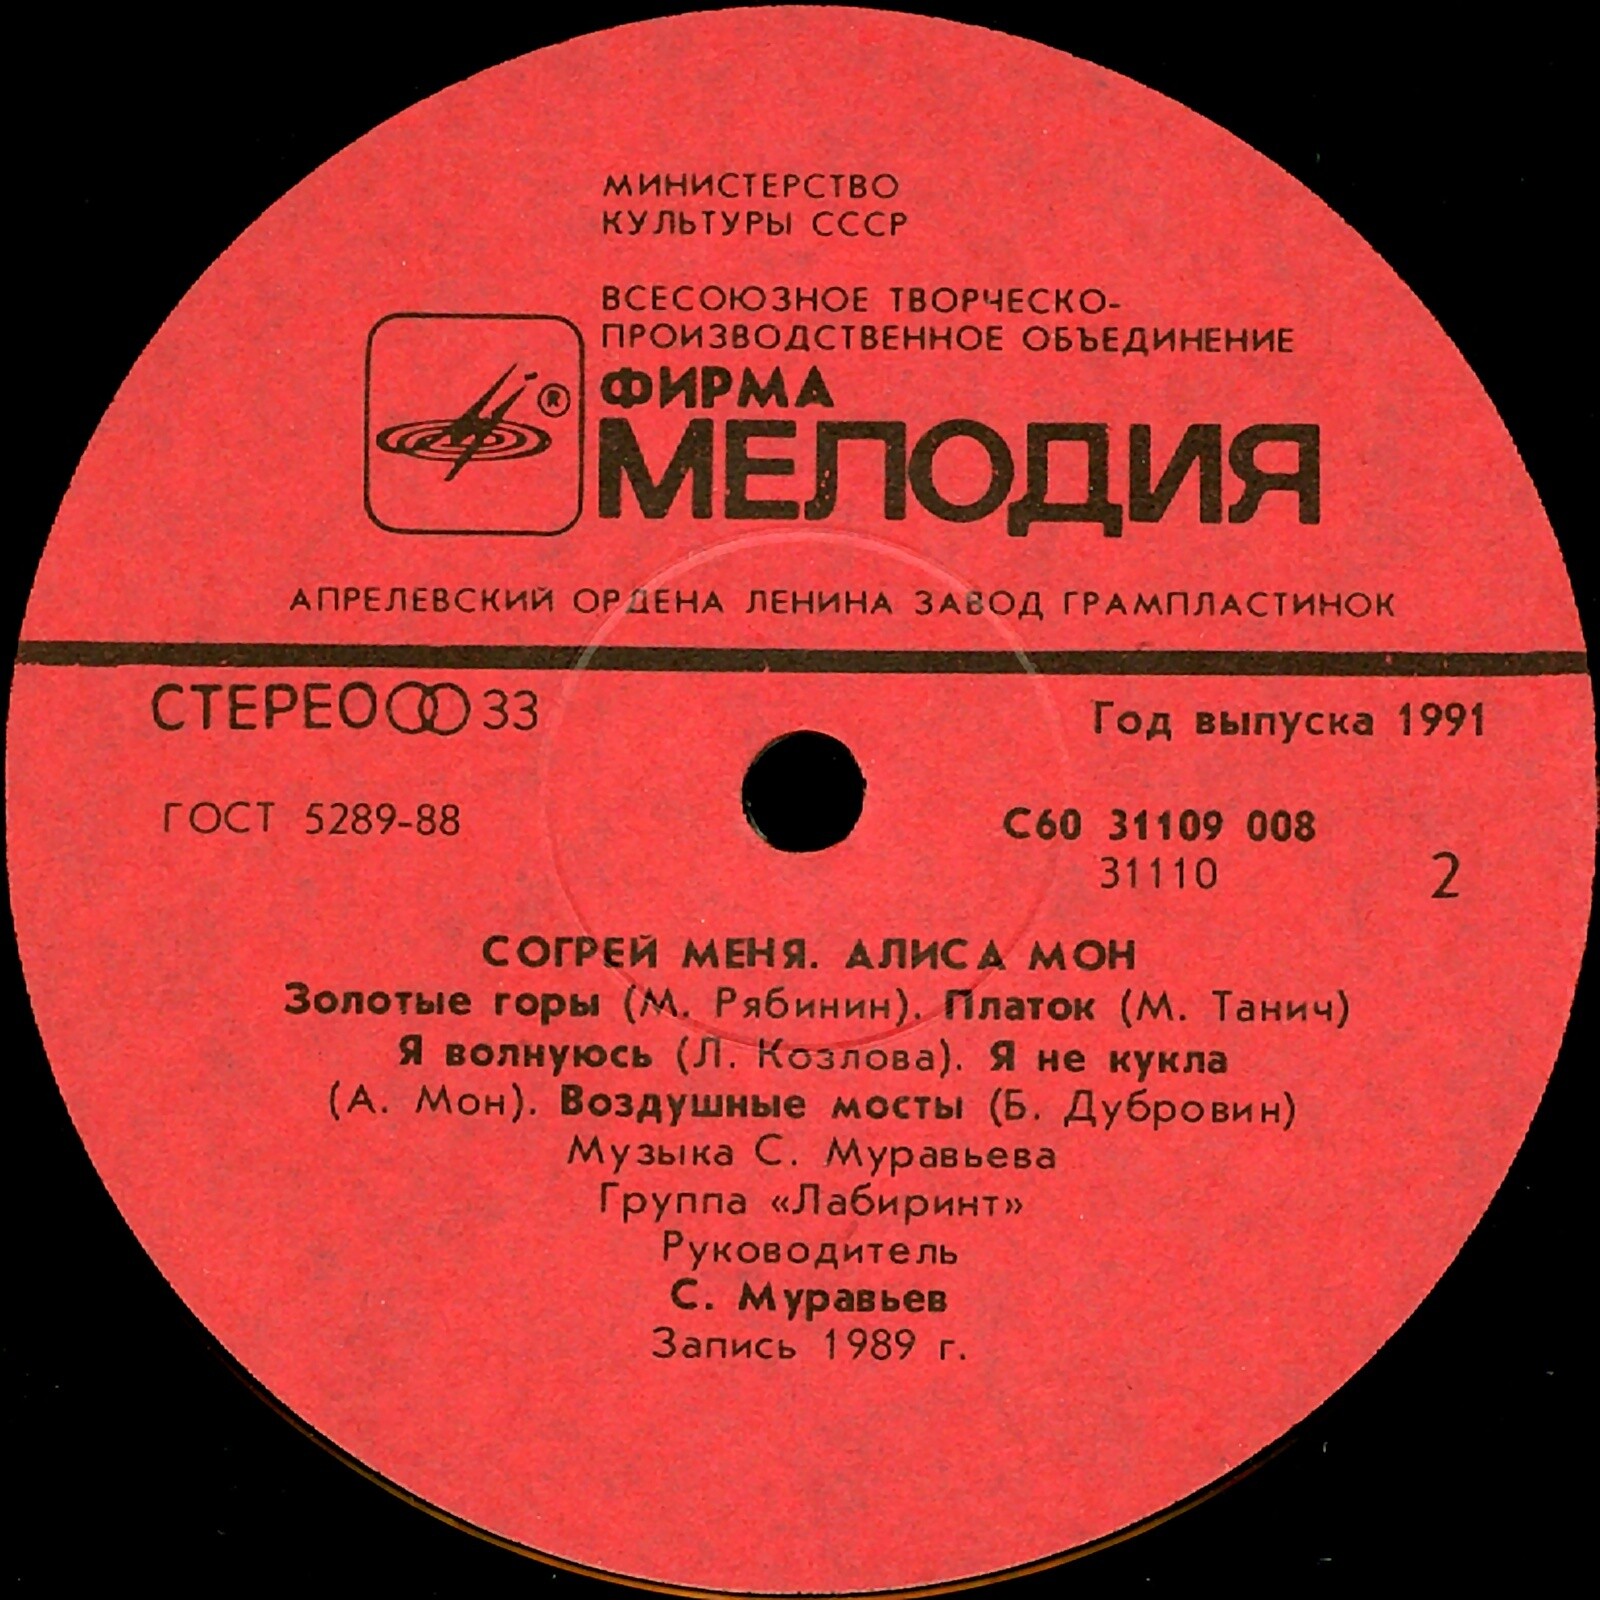 МИНИСТЕРСТВО
КУЛЬТУРЫ СССР
ВСЕСОЮЗНОЕ ТВОРЧЕСКО-
ПРОИЗВОДСТВЕННОЕ ОБЪЕДИНЕНИЕ
®
ФИРМА
МЕЛОДИЯ
АПРЕЛЕВСКИЙ ОРДЕНА ЛЕНИНА ЗАВОД ГРАМПЛАСТИНОК
СТЕРЕО 33
Год выпуска 1991
ГОСТ 5289-88
С60 31109 008
31110
2
СОГРЕЙ МЕНЯ. АЛИСА МОН
Золотые горы (М. Рябинин). Платок (М. Танич)
Я волнуюсь (Л. Козлова). Я не кукла
(А. Мон). Воздушные мосты (Б. Дубровин)
Музыка С. Муравьева
Группа «Лабиринт»
Руководитель
С. Муравьев
Запись 1989 г.